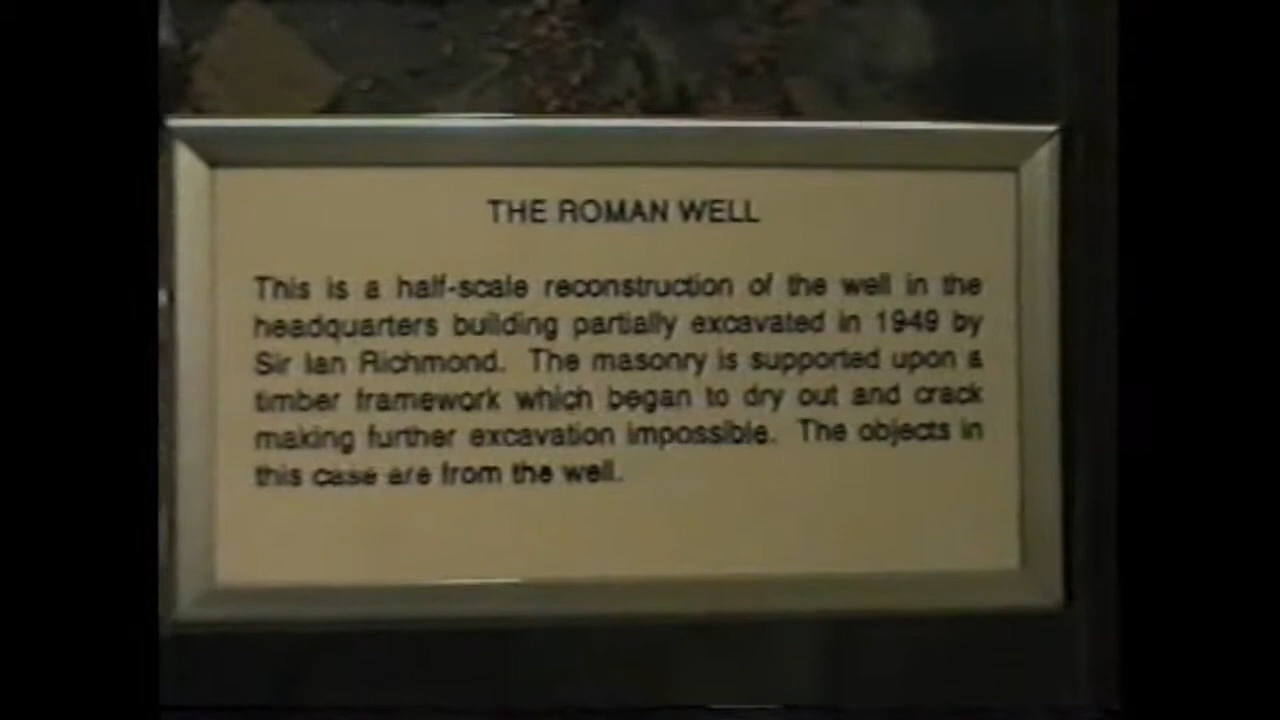 THE ROMAN WELL
This is a half-scale reconstruction of the well in the
headquarters building partially excavated in 1949 by
Sir Ian Richmond. The masonry is supported upon a
timber framework which began to dry out and crack
making further excavation impossible. The objects in
this case are from the well.